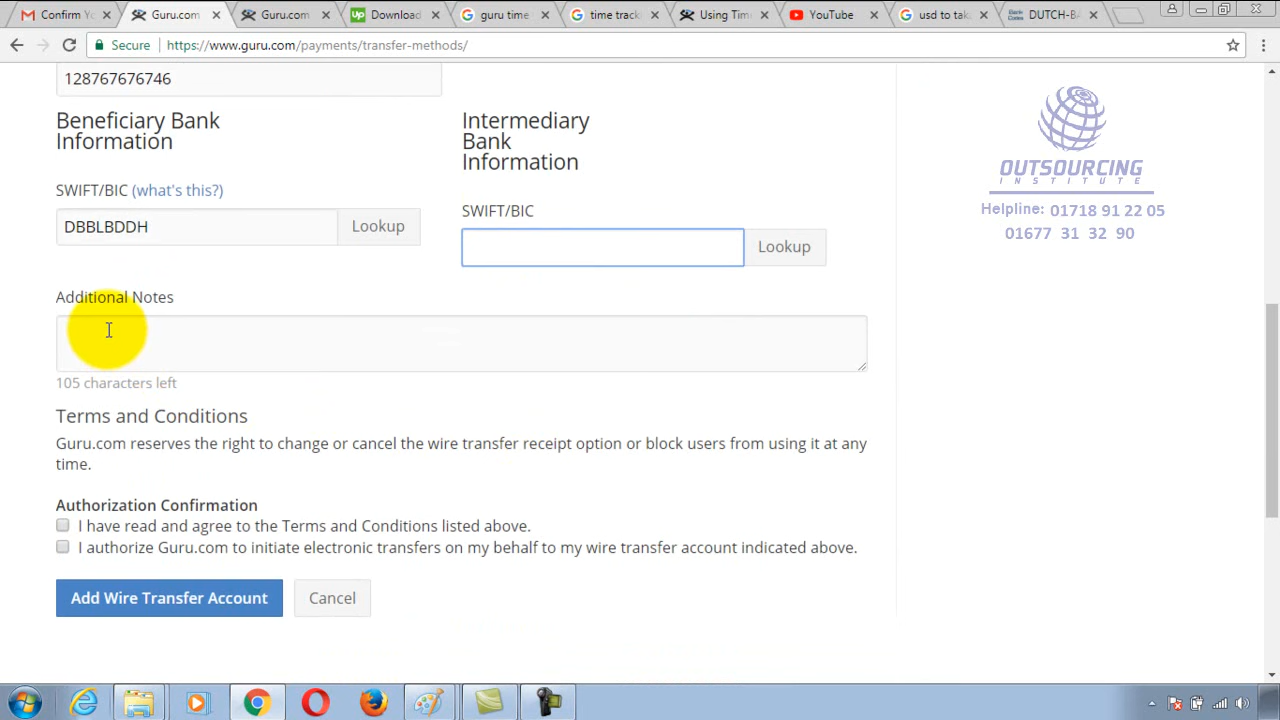 Confirm Y
Guru.com
Guru.com
Download
guru time
time track
Using Tim
YouTube
usd to tak
DUTCH-BA
Secure
https://www.guru.com/payments/transfer-methods/
128767676746
Beneficiary Bank
Information
SWIFT/BIC (what's this?)
DBBLBDDH
Lookup
Intermediary
Bank
Information
SWIFT/BIC
Lookup
Additional Notes
105 characters left
Terms and Conditions
Guru.com reserves the right to change or cancel the wire transfer receipt option or block users from using it at any
time.
Authorization Confirmation
I have read and agree to the Terms and Conditions listed above.
I authorize Guru.com to initiate electronic transfers on my behalf to my wire transfer account indicated above.
Add Wire Transfer Account
Cancel
OUTSOURCING
INSTITUTE
Helpline: 01718 91 22 05
01677 31 32 90